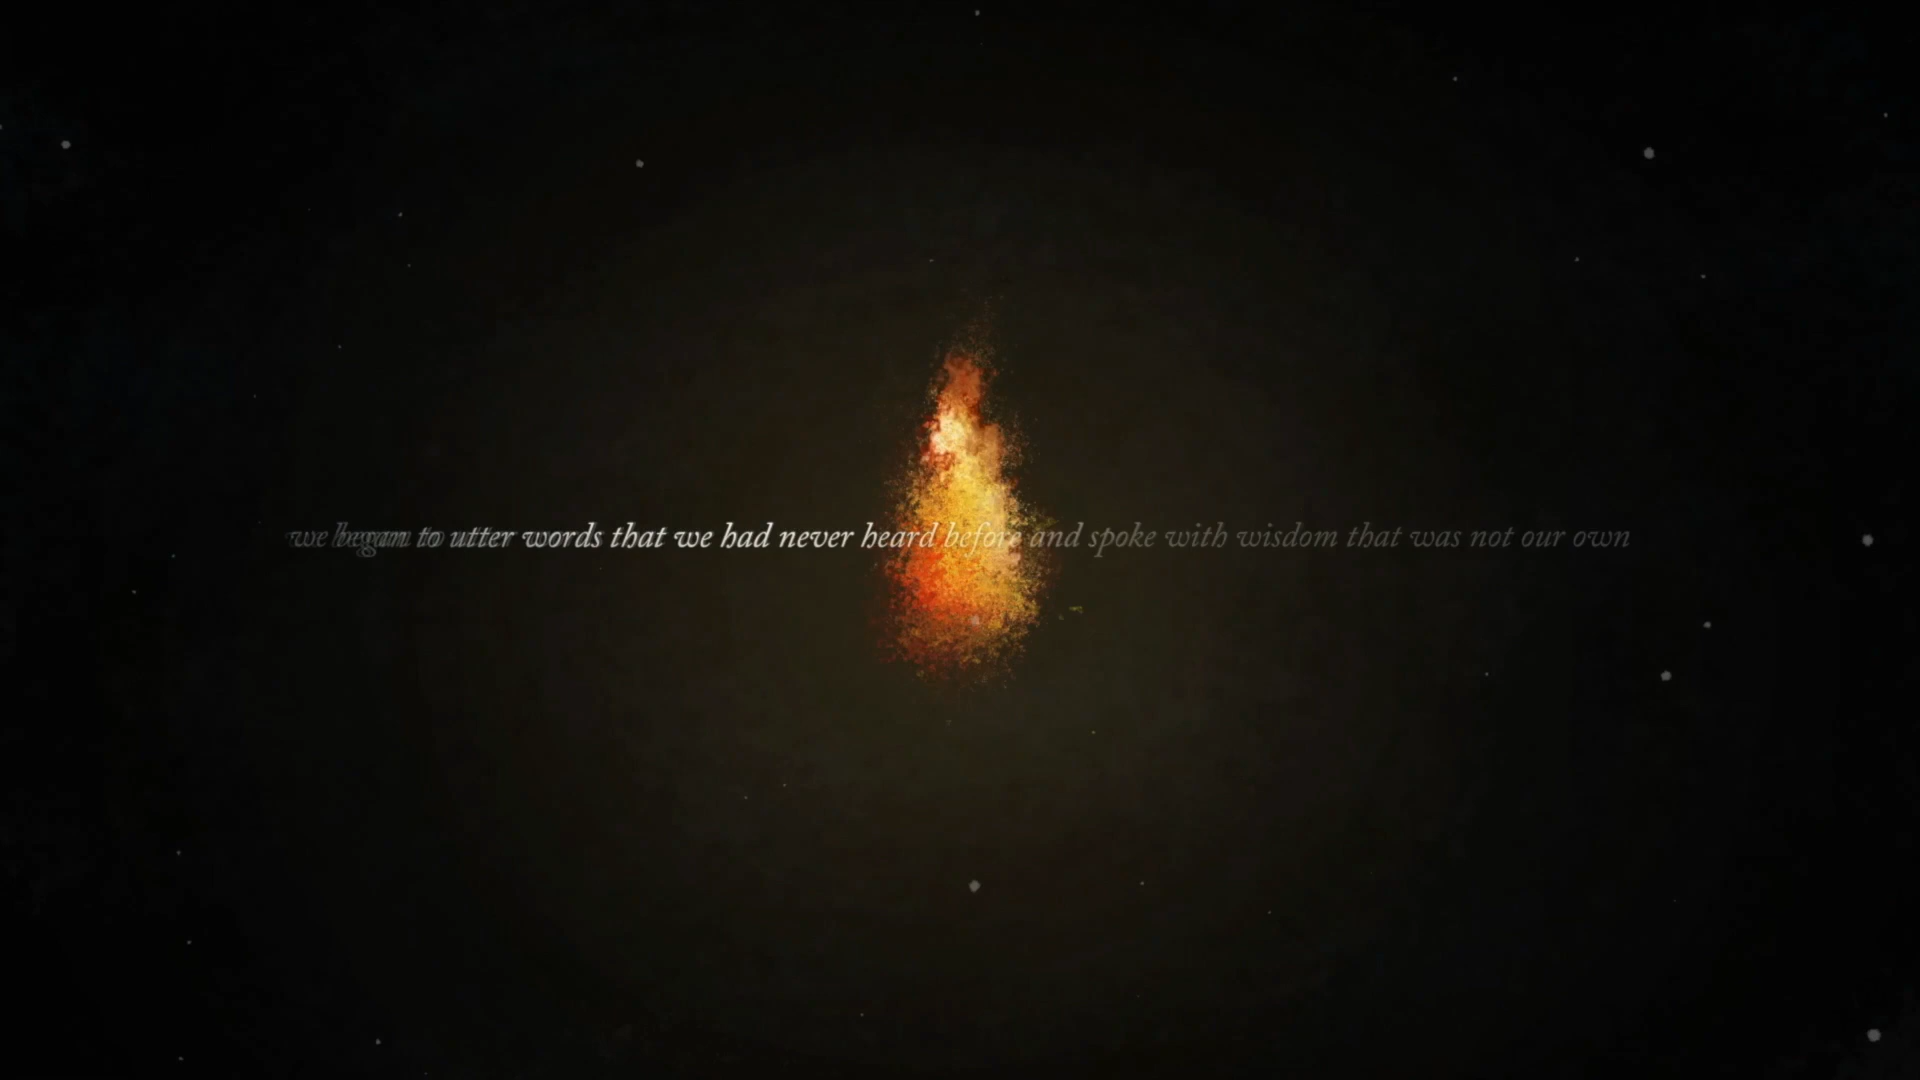 we began to utter words that we had never heard before and spoke with wisdom that was not our own